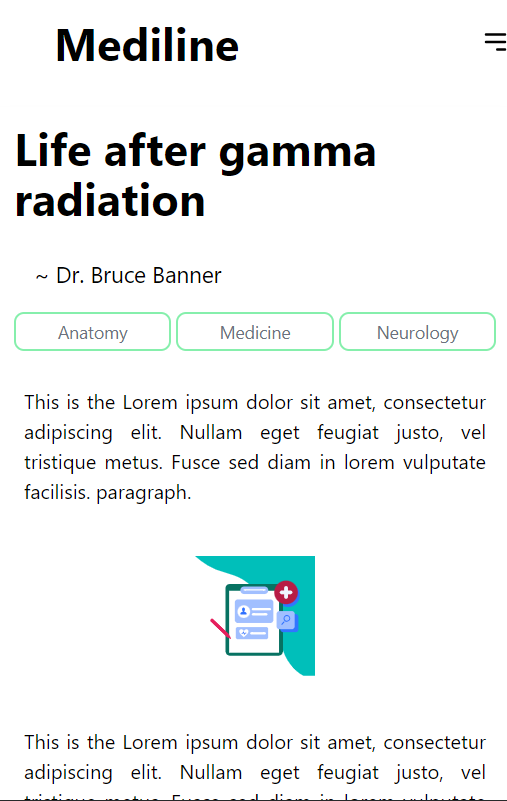 Mediline
Life after gamma
radiation
~ Dr. Bruce Banner
Anatomy
Medicine
Neurology
This is the Lorem ipsum dolor sit amet, consectetur
adipiscing elit. Nullam eget feugiat justo, vel
tristique metus. Fusce sed diam in lorem vulputate
facilisis. paragraph.
This is the Lorem ipsum dolor sit amet, consectetur
adipiscing elit. Nullam eget feugiat justo, vel